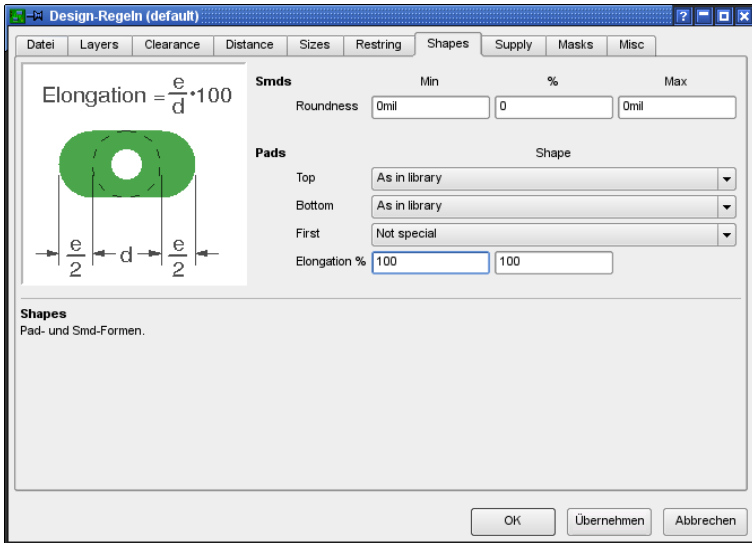 Design-Regeln (default)
Datei Layers Clearance Distance Sizes Restring Shapes Supply Masks Misc
Elongation = e/d · 100
e/2 d e/2
Smds Min % Max
Roundness 0mil 0 0mil
Pads Shape
Top As in library
Bottom As in library
First Not special
Elongation % 100 100
Shapes
Pad- und Smd-Formen.
OK Übernehmen Abbrechen